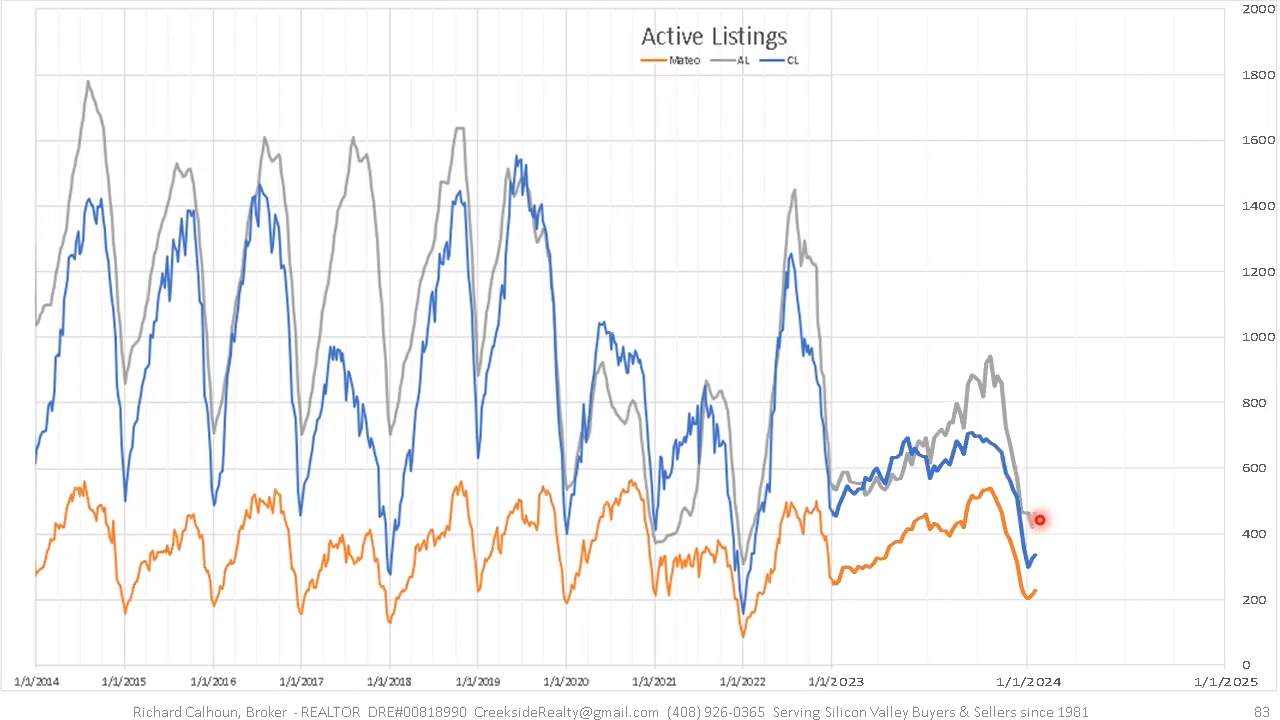 Active Listings
Mateo AL CL
2000
1800
1600
1400
1200
1000
800
600
400
200
0
1/1/2014 1/1/2015 1/1/2016 1/1/2017 1/1/2018 1/1/2019 1/1/2020 1/1/2021 1/1/2022 1/1/2023 1/1/2024 1/1/2025
Richard Calhoun, Broker - REALTOR DRE#00818990 CreeksideRealty@gmail.com (408) 926-0365 Serving Silicon Valley Buyers & Sellers since 1981 83